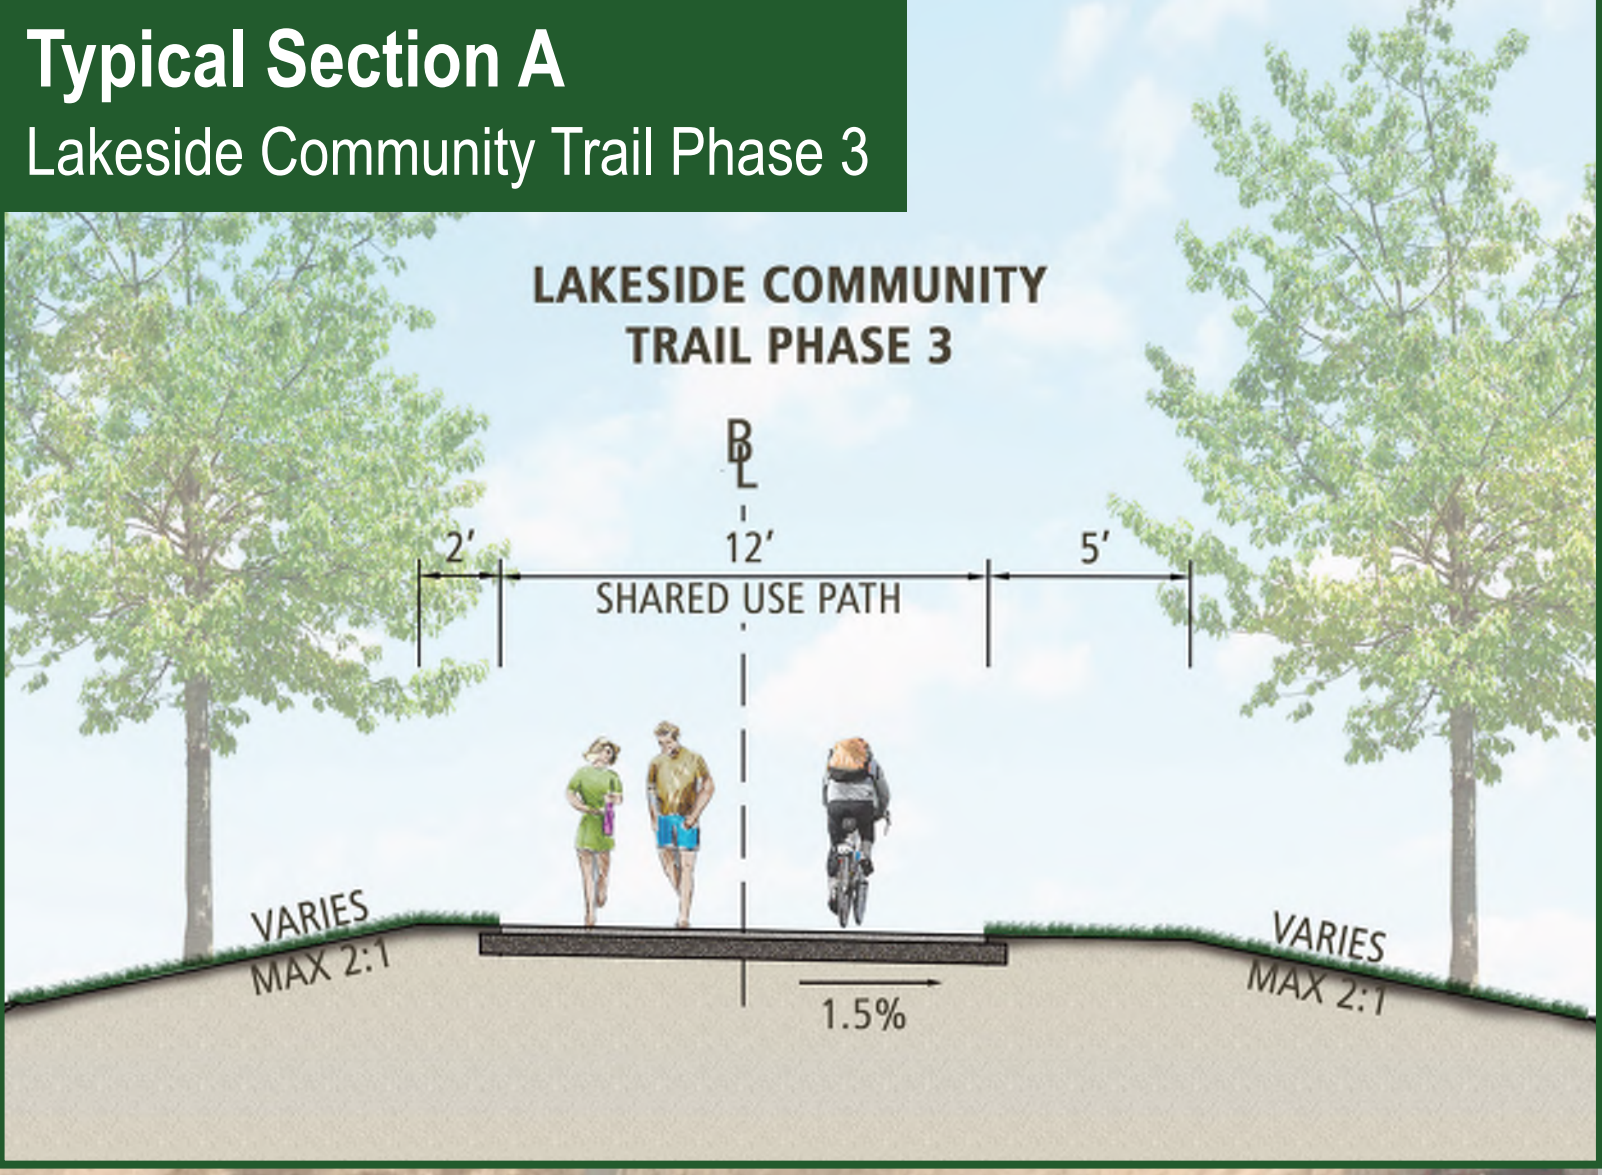 Typical Section A
Lakeside Community Trail Phase 3
LAKESIDE COMMUNITY
TRAIL PHASE 3
BL
2’ 12’ 5’
SHARED USE PATH
VARIES
MAX 2:1
VARIES
MAX 2:1
1.5%